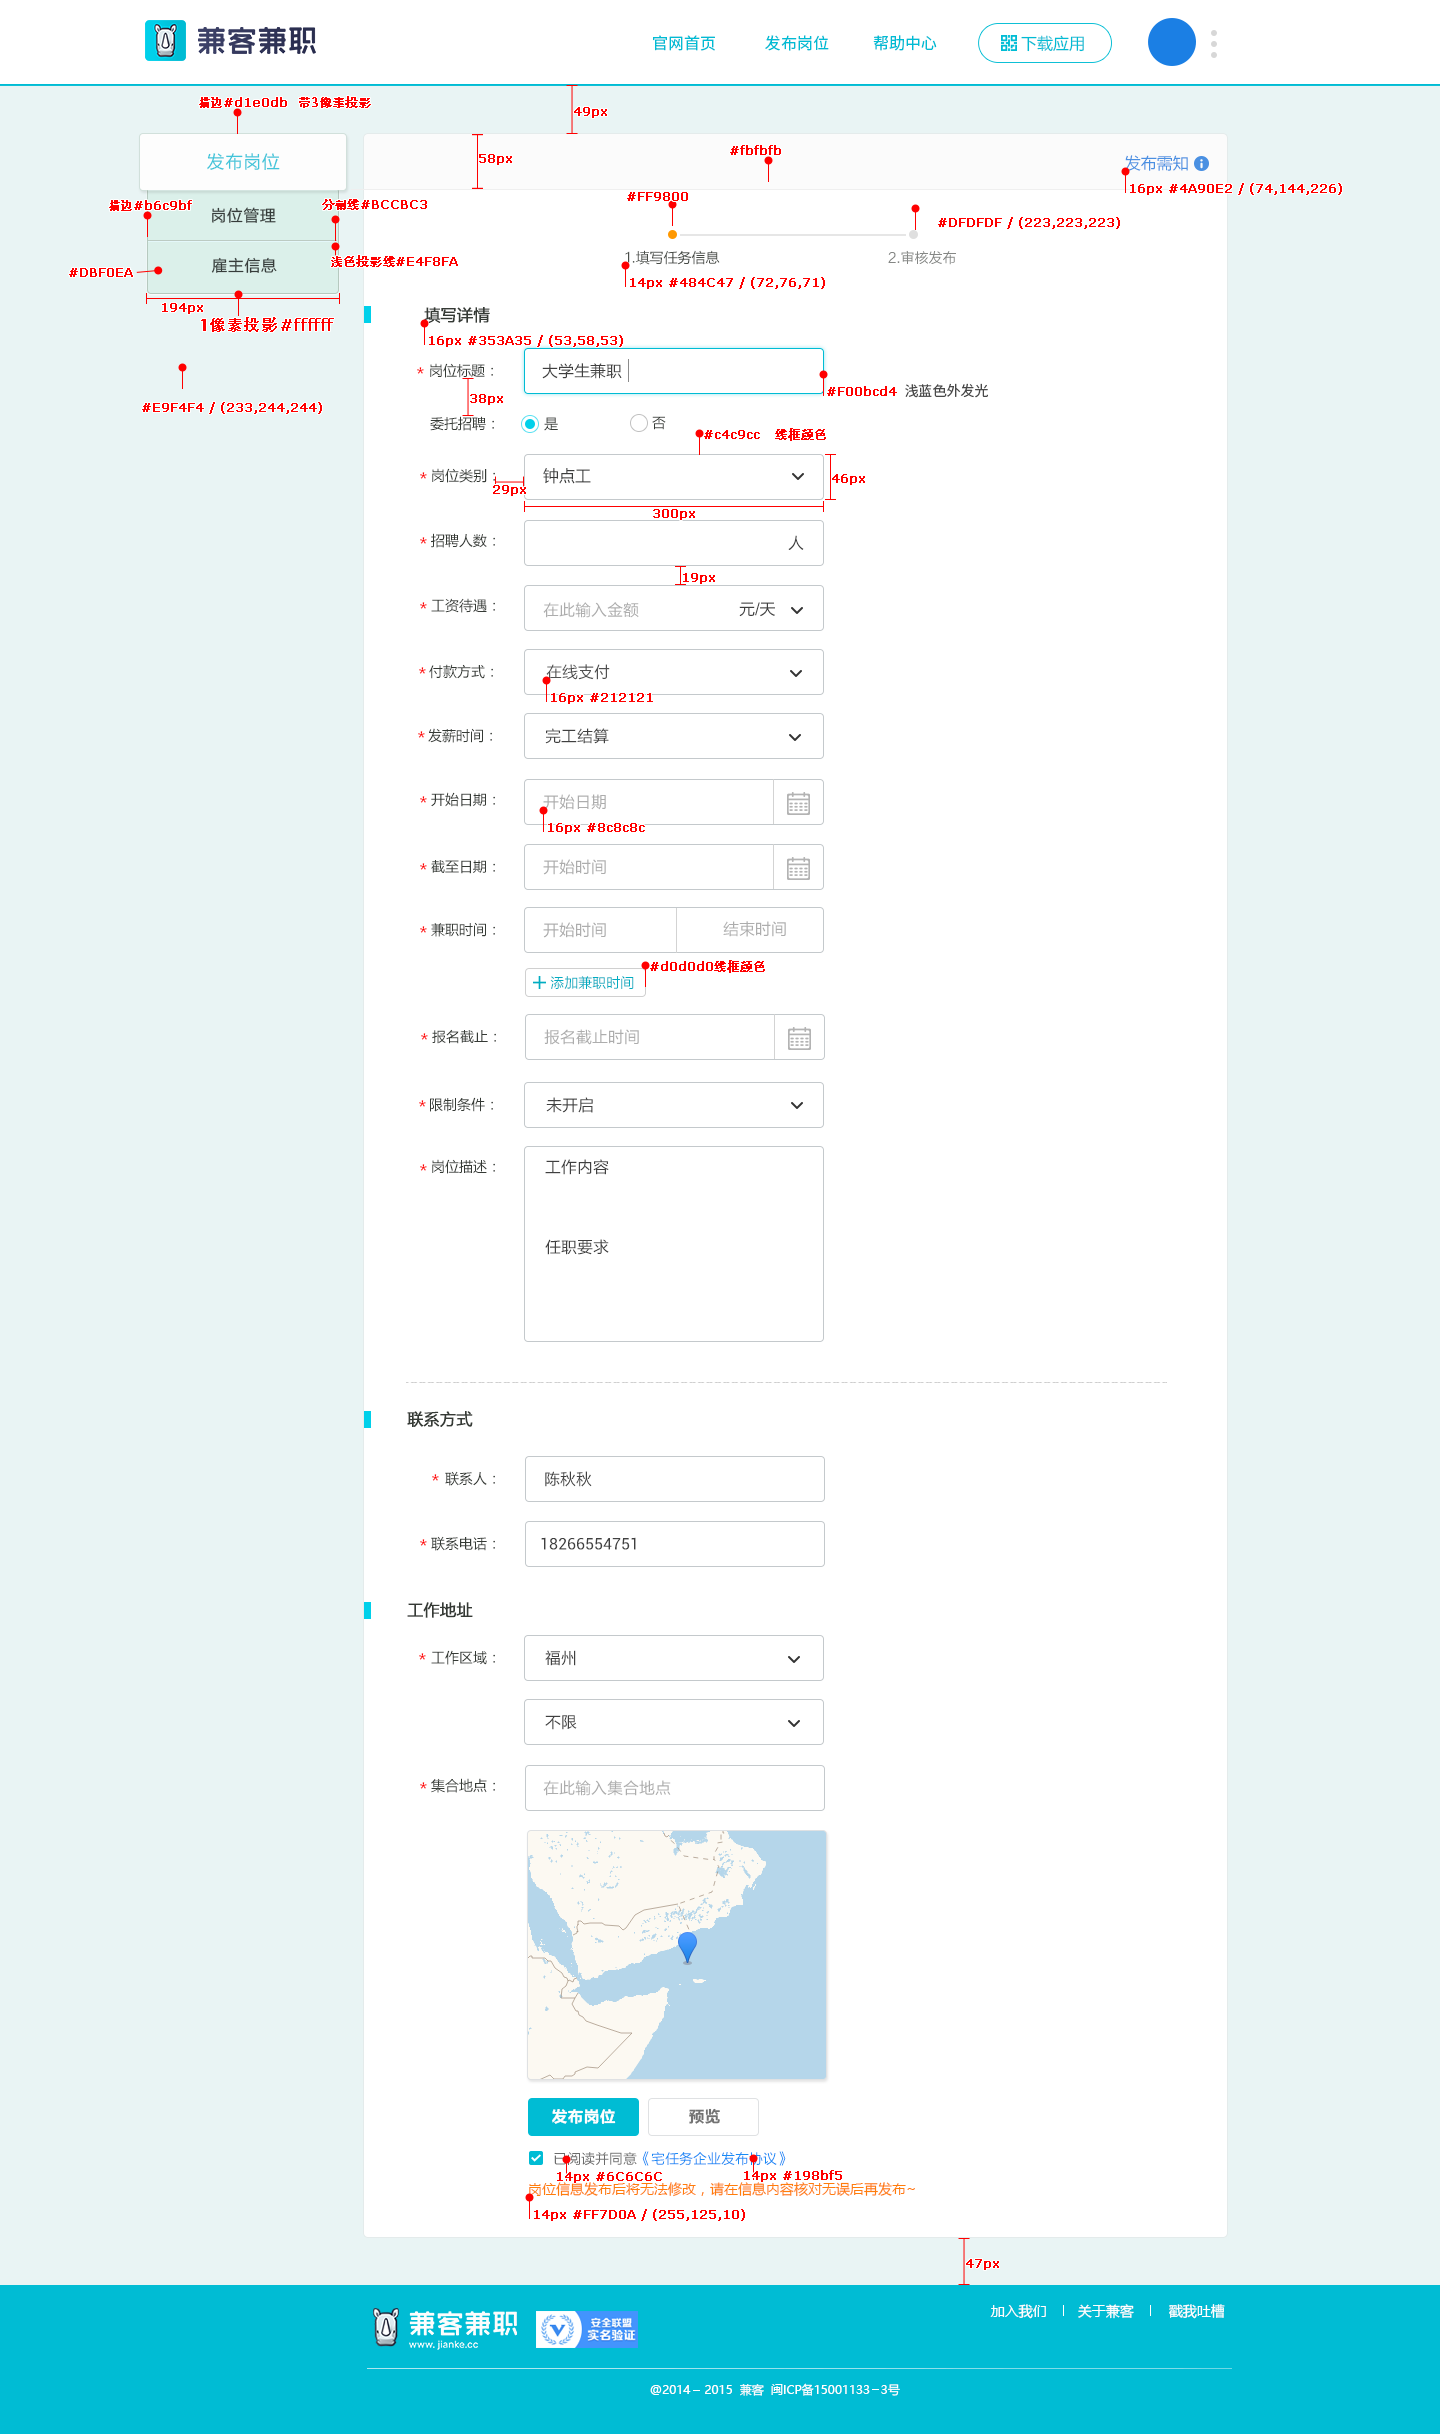 兼客兼职
官网首页 发布岗位 帮助中心 下载应用
描边#d1e0db 带3像素投影
49px
发布岗位
58px
#fbfbfb
发布需知
16px #4A90E2 / (74,144,226)
描边#b6c9bf
岗位管理
分割线#BCCBC3
#FF9800
#DFDFDF / (223,223,223)
浅色投影线#E4F8FA
#DBF0EA
雇主信息
1.填写任务信息
2.审核发布
14px #484C47 / (72,76,71)
194px
1像素投影#ffffff
填写详情
16px #353A35 / (53,58,53)
* 岗位标题： 大学生兼职
#F00bcd4 浅蓝色外发光
38px
#E9F4F4 / (233,244,244)
委托招聘： 是 否
#c4c9cc 线框颜色
* 岗位类别： 钟点工
46px
29px
300px
* 招聘人数： 人
19px
* 工资待遇： 在此输入金额 元/天
* 付款方式： 在线支付
16px #212121
* 发薪时间： 完工结算
* 开始日期： 开始日期
16px #8c8c8c
* 截至日期： 开始时间
* 兼职时间： 开始时间 结束时间
#d0d0d0线框颜色
添加兼职时间
* 报名截止： 报名截止时间
* 限制条件： 未开启
* 岗位描述： 工作内容
任职要求
联系方式
* 联系人： 陈秋秋
* 联系电话： 18266554751
工作地址
* 工作区域： 福州
不限
* 集合地点： 在此输入集合地点
发布岗位 预览
已阅读并同意《宅任务企业发布协议》
14px #6C6C6C 14px #198bf5
岗位信息发布后将无法修改，请在信息内容核对无误后再发布~
14px #FF7D0A / (255,125,10)
47px
加入我们 关于兼客 戳我吐槽
兼客兼职
www.jianke.cc
安全联盟
实名验证
@2014－2015 兼客 闽ICP备15001133-3号